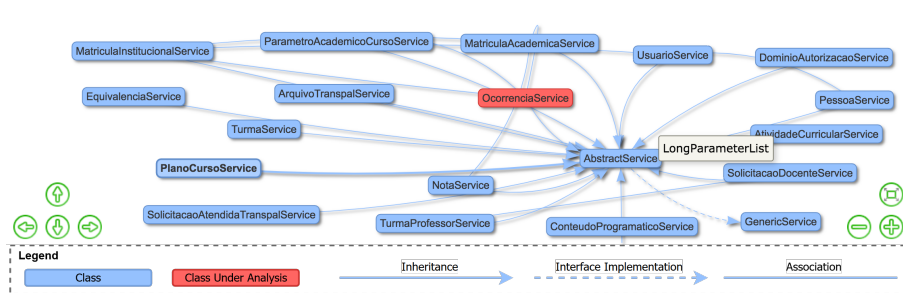 ParametroAcademicoCursoService
MatriculaAcademicaService
MatriculaInstitucionalService
UsuarioService
DominioAutorizacaoService
EquivalenciaService
ArquivoTranspalService
OcorrenciaService
PessoaService
TurmaService
AtividadeCurricularService
LongParameterList
AbstractService
PlanoCursoService
SolicitacaoDocenteService
NotaService
SolicitacaoAtendidaTranspalService
TurmaProfessorService
ConteudoProgramaticoService
GenericService
Legend
Class
Class Under Analysis
Inheritance
Interface Implementation
Association